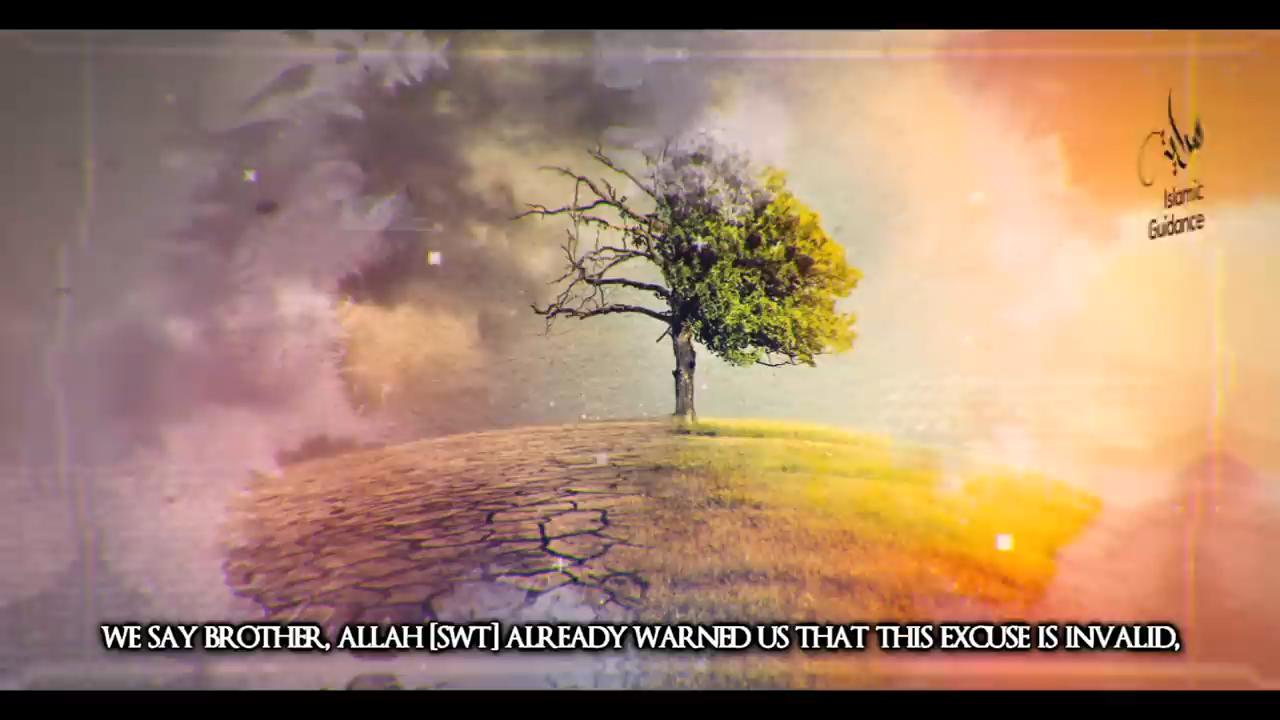 Islamic
Guidance
WE SAY BROTHER, ALLAH [SWT] ALREADY WARNED US THAT THIS EXCUSE IS INVALID,